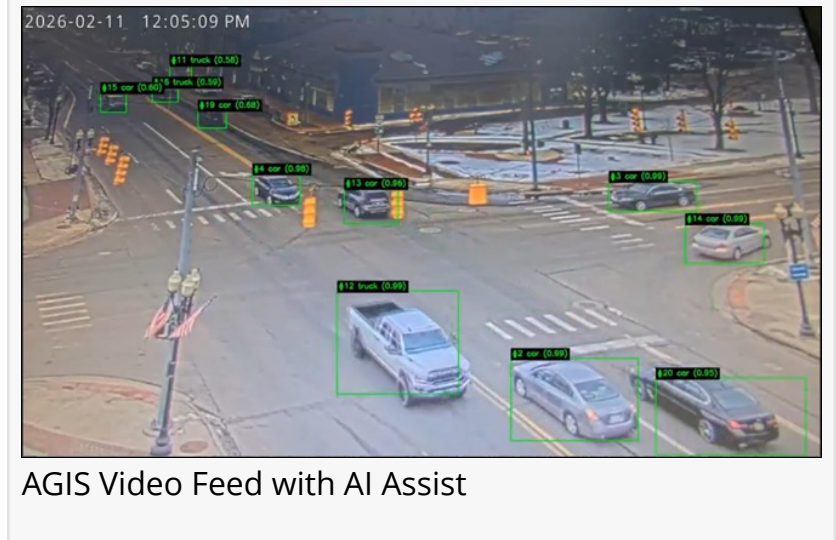 2026-02-11 12:05:09 PM
#11 truck (0.58)
#15 car (0.60)
#16 truck (0.59)
#19 car (0.68)
#4 car (0.98)
#13 car (0.96)
#3 car (0.99)
#14 car (0.99)
#12 truck (0.99)
#2 car (0.99)
#20 car (0.95)
AGIS Video Feed with AI Assist